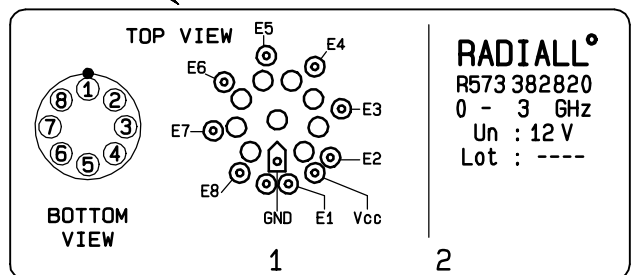 TOP VIEW
E5
E4
E6
E3
E7
E2
E8
GND
E1
Vcc
1
2
3
4
5
6
7
8
BOTTOM
VIEW
RADIALL°
R573 382820
0 - 3 GHz
Un : 12 V
Lot : ----
1
2